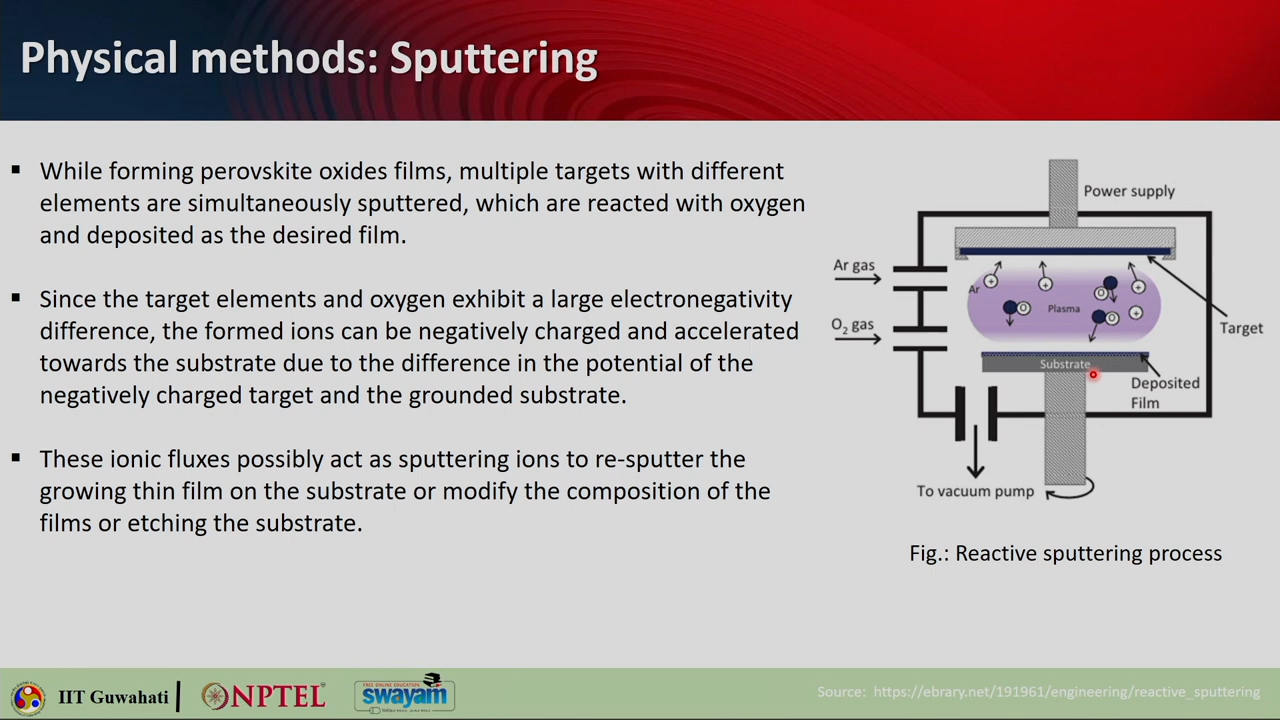 Physical methods: Sputtering
▪ While forming perovskite oxides films, multiple targets with different
elements are simultaneously sputtered, which are reacted with oxygen
and deposited as the desired film.
▪ Since the target elements and oxygen exhibit a large electronegativity
difference, the formed ions can be negatively charged and accelerated
towards the substrate due to the difference in the potential of the
negatively charged target and the grounded substrate.
▪ These ionic fluxes possibly act as sputtering ions to re-sputter the
growing thin film on the substrate or modify the composition of the
films or etching the substrate.
Power supply
Ar gas
O₂ gas
Ar
+
+
+
+
O
O
O
Plasma
Target
Substrate
Deposited
Film
To vacuum pump
Fig.: Reactive sputtering process
IIT Guwahati
NPTEL
FREE ONLINE EDUCATION
swayam
Source: https://ebrary.net/191961/engineering/reactive_sputtering